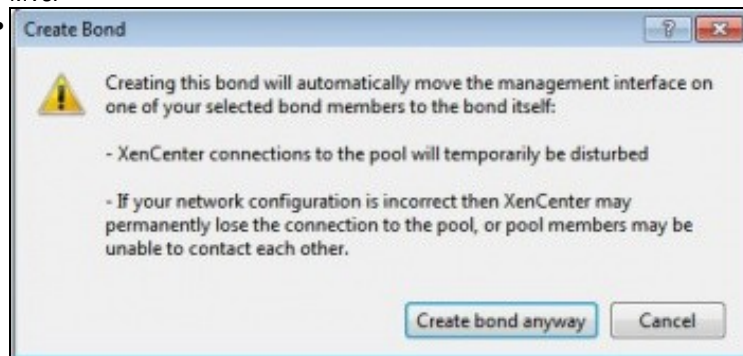 Create Bond
Creating this bond will automatically move the management interface on
one of your selected bond members to the bond itself:
- XenCenter connections to the pool will temporarily be disturbed
- If your network configuration is incorrect then XenCenter may
permanently lose the connection to the pool, or pool members may be
unable to contact each other.
Create bond anyway Cancel